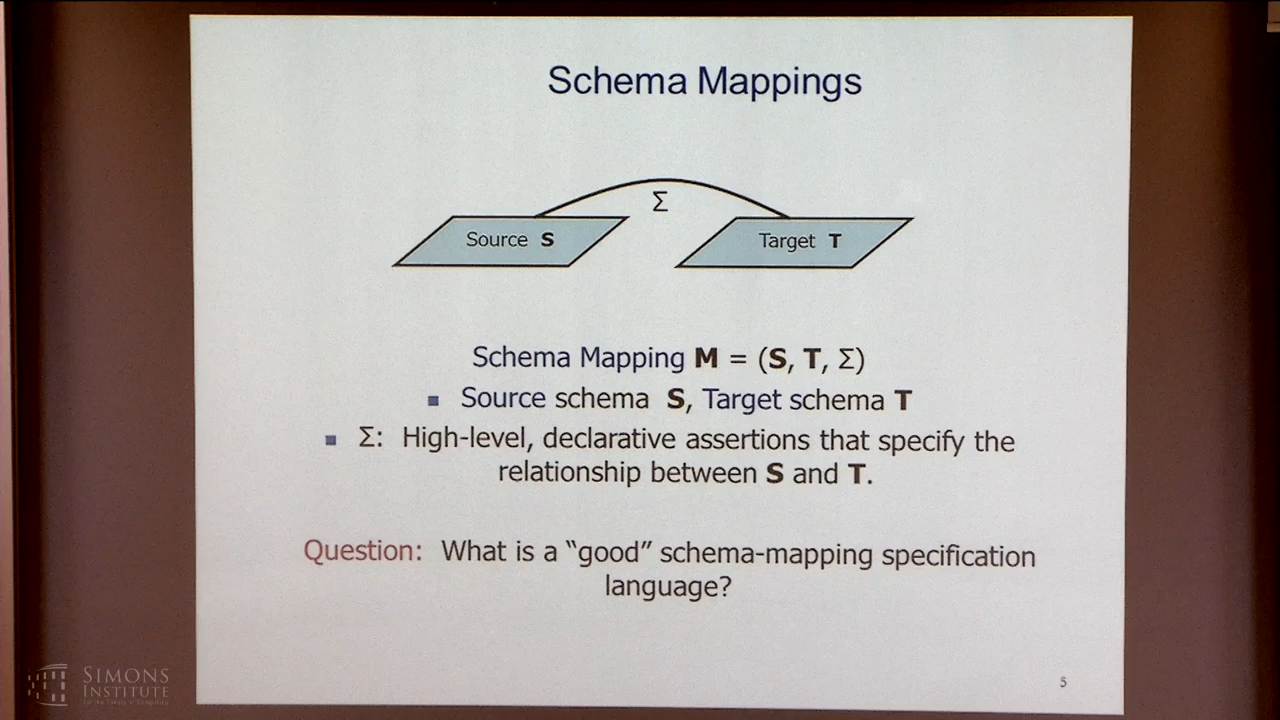 Schema Mappings
Σ
Source S
Target T
Schema Mapping M = (S, T, Σ)
▪ Source schema S, Target schema T
▪ Σ: High-level, declarative assertions that specify the
relationship between S and T.
Question: What is a “good” schema-mapping specification
language?
5
SIMONS
INSTITUTE